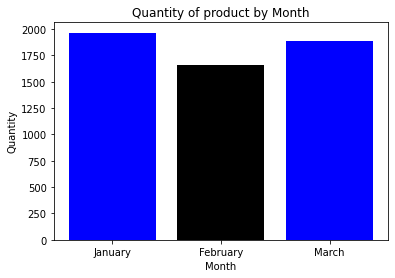 Quantity of product by Month
2000
1750
1500
1250
1000
750
500
250
0
Quantity
January February March
Month